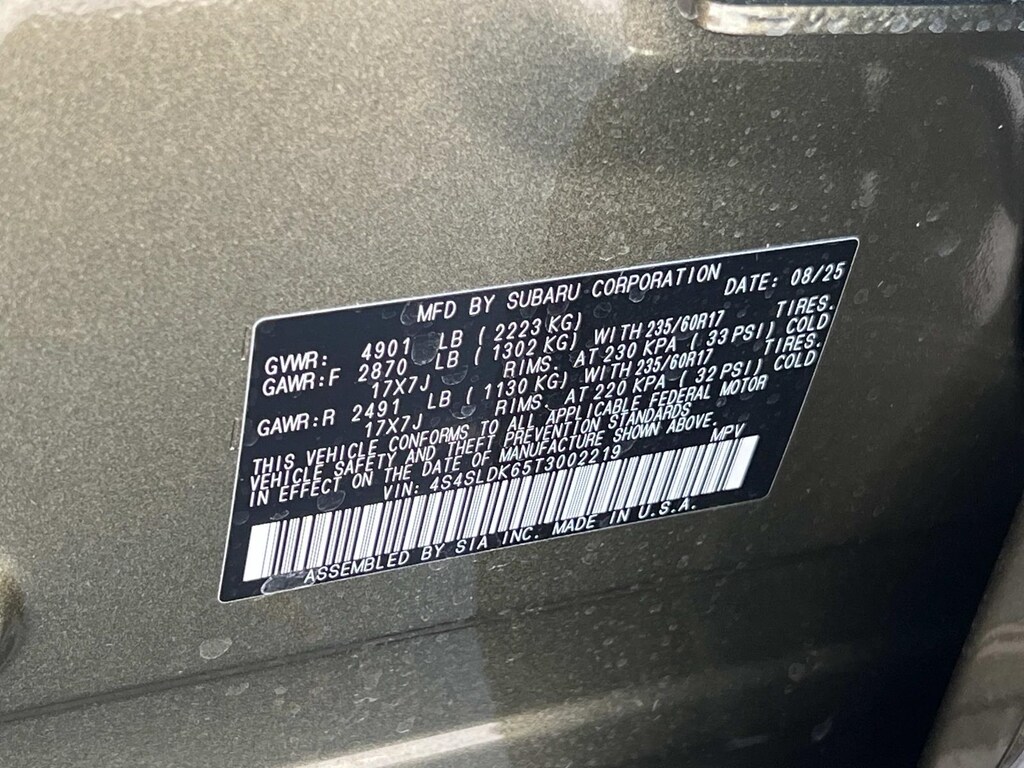 MFD BY SUBARU CORPORATION DATE: 08/25
GVWR: 4901 LB ( 2223 KG)
GAWR:F 2870 LB ( 1302 KG) WITH 235/60R17 TIRES.
17X7J RIMS. AT 230 KPA ( 33 PSI) COLD
GAWR:R 2491 LB ( 1130 KG) WITH 235/60R17 TIRES.
17X7J RIMS. AT 220 KPA ( 32 PSI) COLD
THIS VEHICLE CONFORMS TO ALL APPLICABLE FEDERAL MOTOR
VEHICLE SAFETY AND THEFT PREVENTION STANDARDS
IN EFFECT ON THE DATE OF MANUFACTURE SHOWN ABOVE.
VIN: 4S4SLDK65T3002219 MPV
ASSEMBLED BY SIA INC. MADE IN U.S.A.